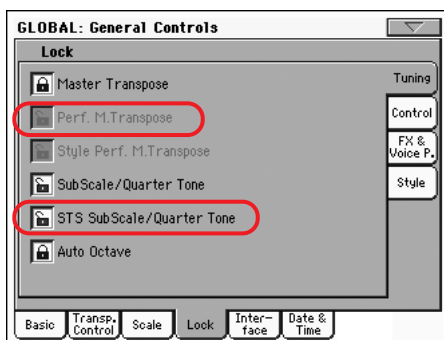 GLOBAL: General Controls
Lock
Master Transpose
Perf. M.Transpose
Style Perf. M.Transpose
SubScale/Quarter Tone
STS SubScale/Quarter Tone
Auto Octave
Tuning
Control
FX &
Voice P.
Style
Basic
Transp.
Control
Scale
Lock
Inter-
face
Date &
Time